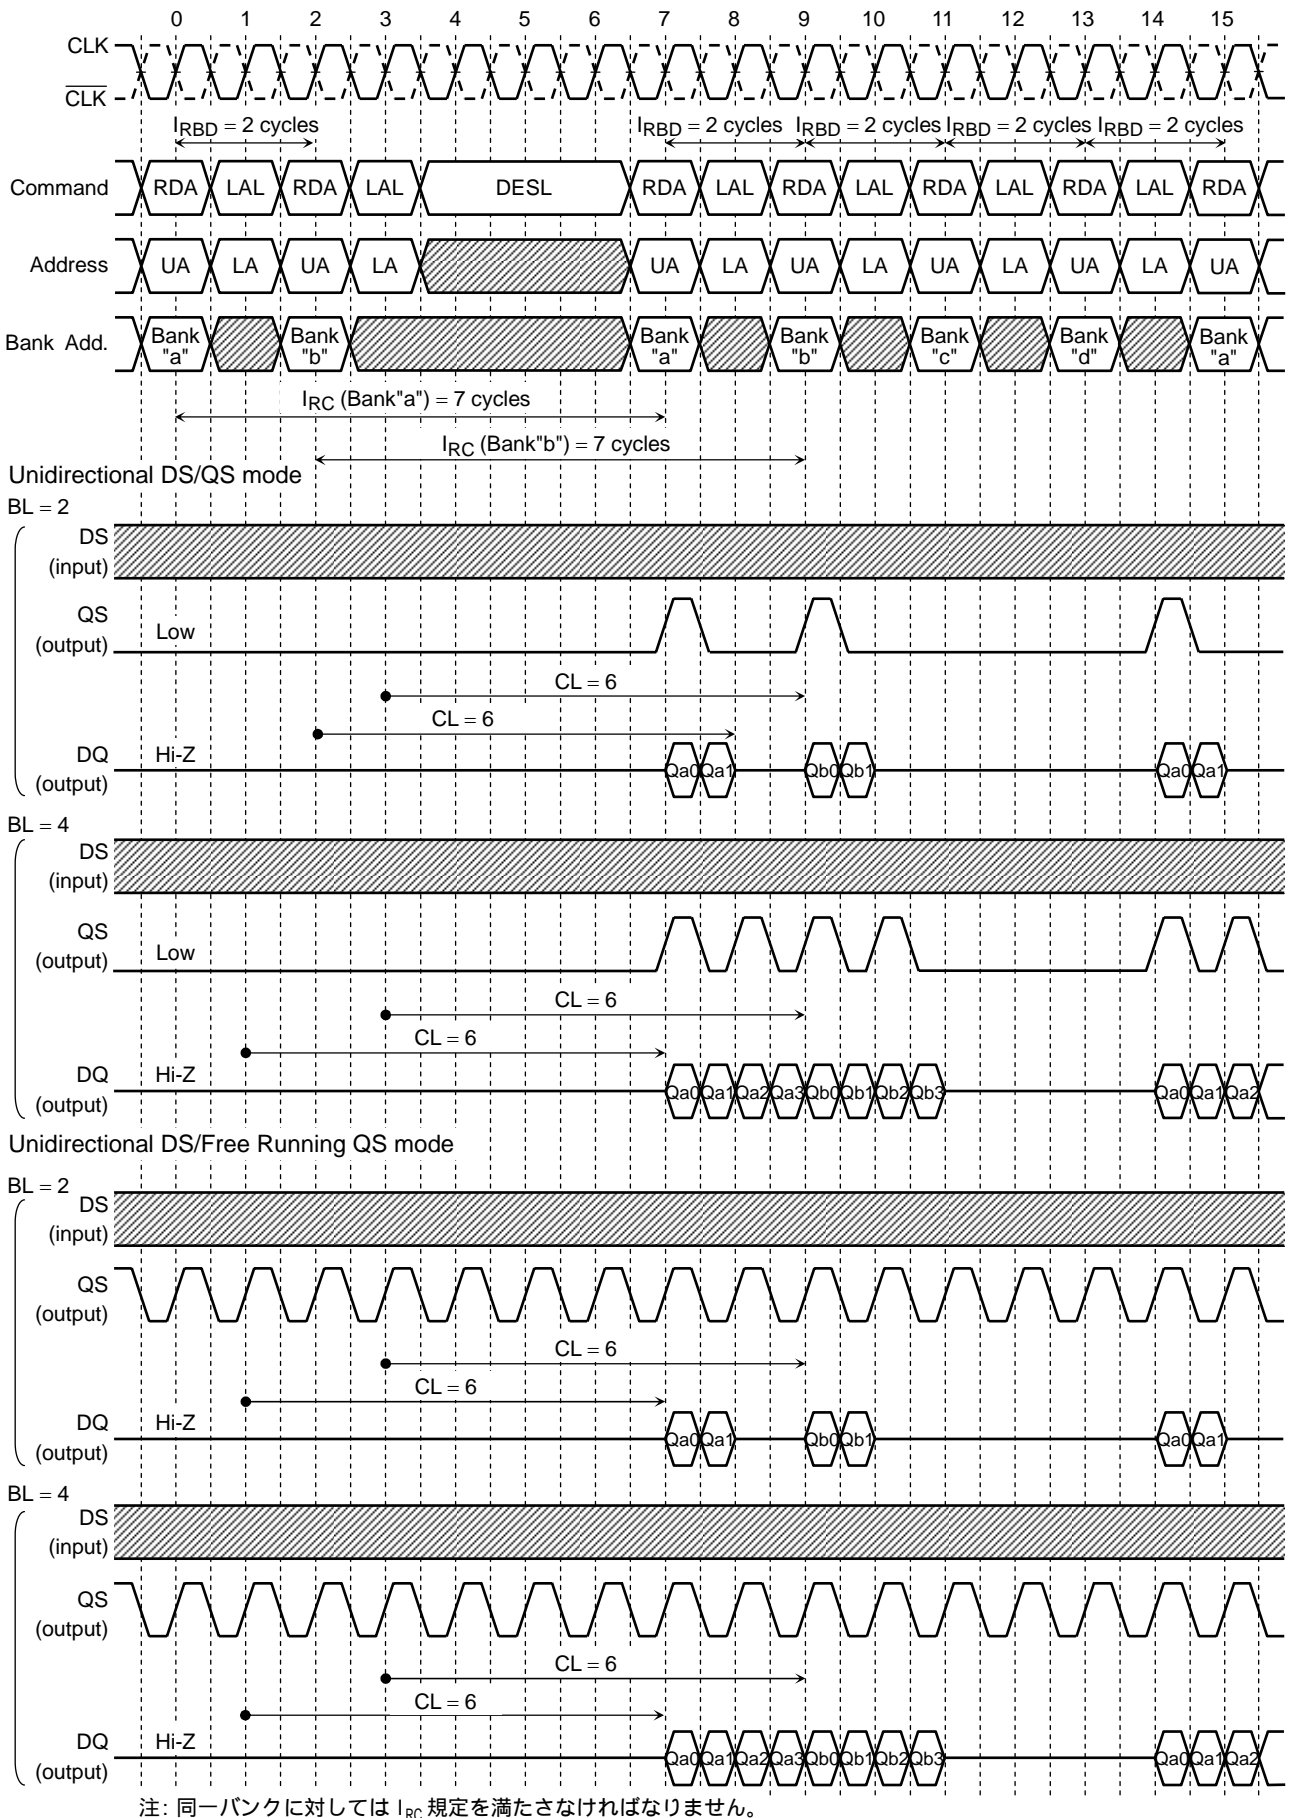 0 1 2 3 4 5 6 7 8 9 10 11 12 13 14 15
CLK
CLK
IRBD = 2 cycles IRBD = 2 cycles IRBD = 2 cycles IRBD = 2 cycles IRBD = 2 cycles
Command RDA LAL RDA LAL DESL RDA LAL RDA LAL RDA LAL RDA LAL RDA
Address UA LA UA LA UA LA UA LA UA LA UA LA UA
Bank Add. Bank "a" Bank "b" Bank "a" Bank "b" Bank "c" Bank "d" Bank "a"
IRC (Bank"a") = 7 cycles
IRC (Bank"b") = 7 cycles
Unidirectional DS/QS mode
BL = 2
DS
(input)
QS
(output) Low
CL = 6
CL = 6
DQ
(output) Hi-Z Qa0 Qa1 Qb0 Qb1 Qa0 Qa1
BL = 4
DS
(input)
QS
(output) Low
CL = 6
CL = 6
DQ
(output) Hi-Z Qa0 Qa1 Qa2 Qa3 Qb0 Qb1 Qb2 Qb3 Qa0 Qa1 Qa2
Unidirectional DS/Free Running QS mode
BL = 2
DS
(input)
QS
(output)
CL = 6
CL = 6
DQ
(output) Hi-Z Qa0 Qa1 Qb0 Qb1 Qa0 Qa1
BL = 4
DS
(input)
QS
(output)
CL = 6
CL = 6
DQ
(output) Hi-Z Qa0 Qa1 Qa2 Qa3 Qb0 Qb1 Qb2 Qb3 Qa0 Qa1 Qa2
注: 同一バンクに対しては IRC 規定を満たさなければなりません。